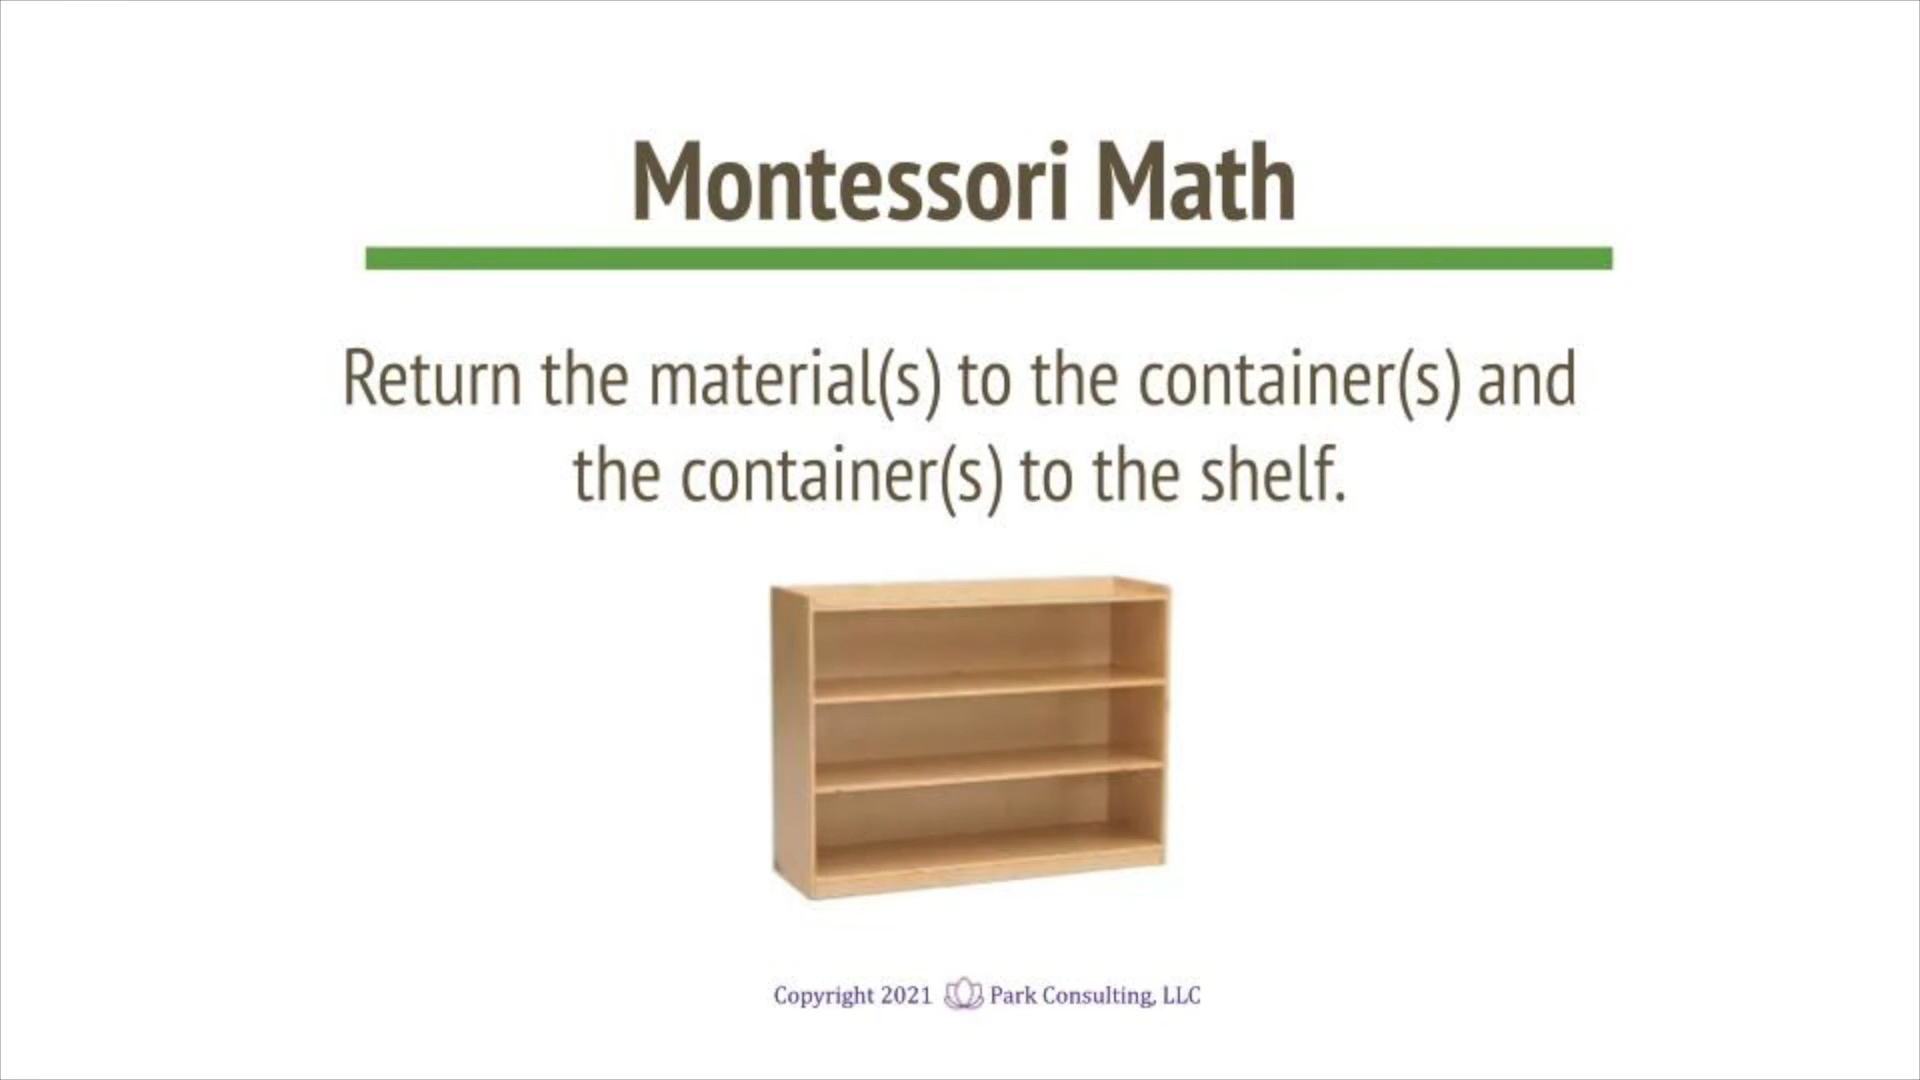 Montessori Math
Return the material(s) to the container(s) and
the container(s) to the shelf.
Copyright 2021 Park Consulting, LLC